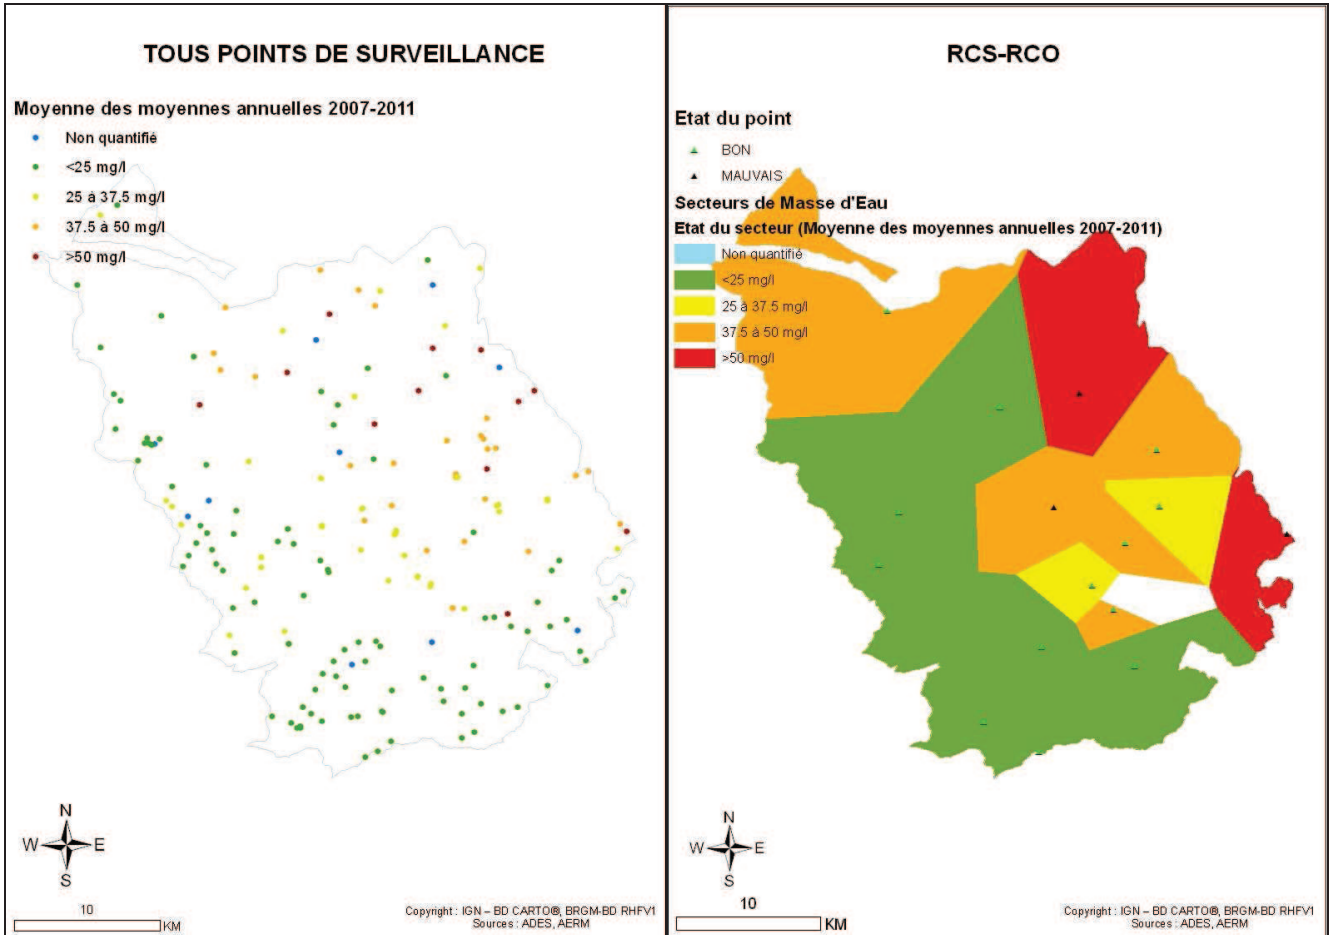 TOUS POINTS DE SURVEILLANCE
Moyenne des moyennes annuelles 2007-2011
Non quantifié
<25 mg/l
25 à 37.5 mg/l
37.5 à 50 mg/l
>50 mg/l
N
W E
S
10
KM
Copyright : IGN – BD CARTO®, BRGM-BD RHFV1
Sources : ADES, AERM
RCS-RCO
Etat du point
BON
MAUVAIS
Secteurs de Masse d'Eau
Etat du secteur (Moyenne des moyennes annuelles 2007-2011)
Non quantifié
<25 mg/l
25 à 37.5 mg/l
37.5 à 50 mg/l
>50 mg/l
N
W E
S
10
KM
Copyright : IGN – BD CARTO®, BRGM-BD RHFV1
Sources : ADES, AERM